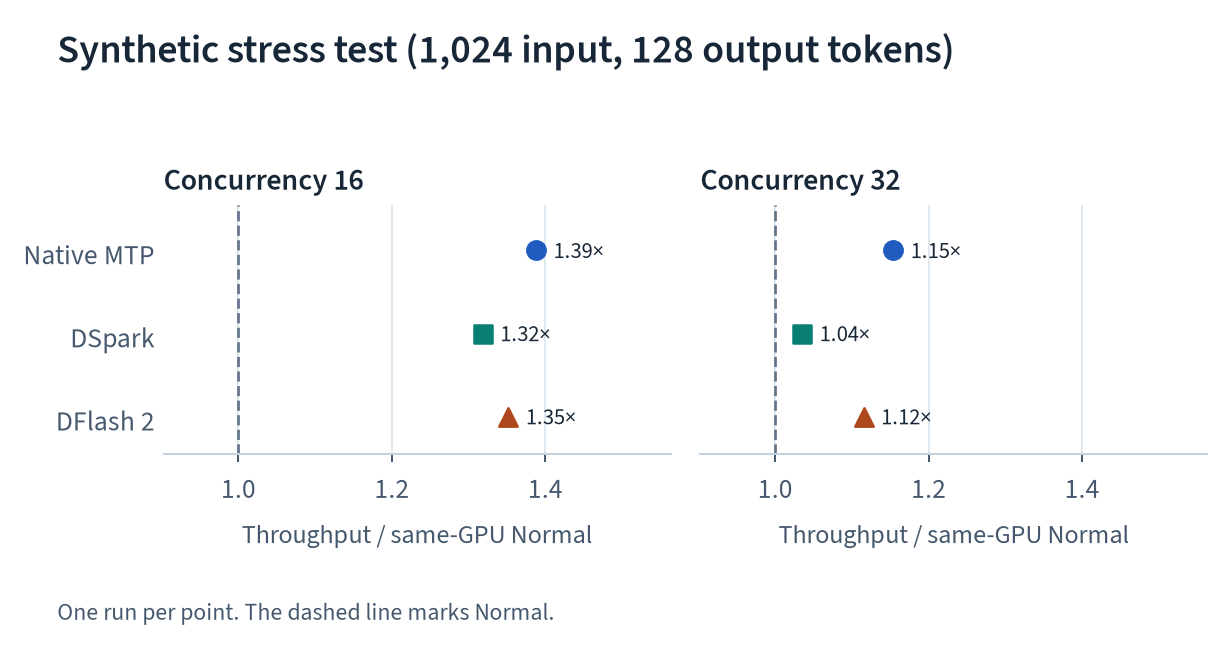 Synthetic stress test (1,024 input, 128 output tokens)
Concurrency 16
Native MTP
1.39×
DSpark
1.32×
DFlash 2
1.35×
1.0 1.2 1.4
Throughput / same-GPU Normal
Concurrency 32
1.15×
1.04×
1.12×
1.0 1.2 1.4
Throughput / same-GPU Normal
One run per point. The dashed line marks Normal.